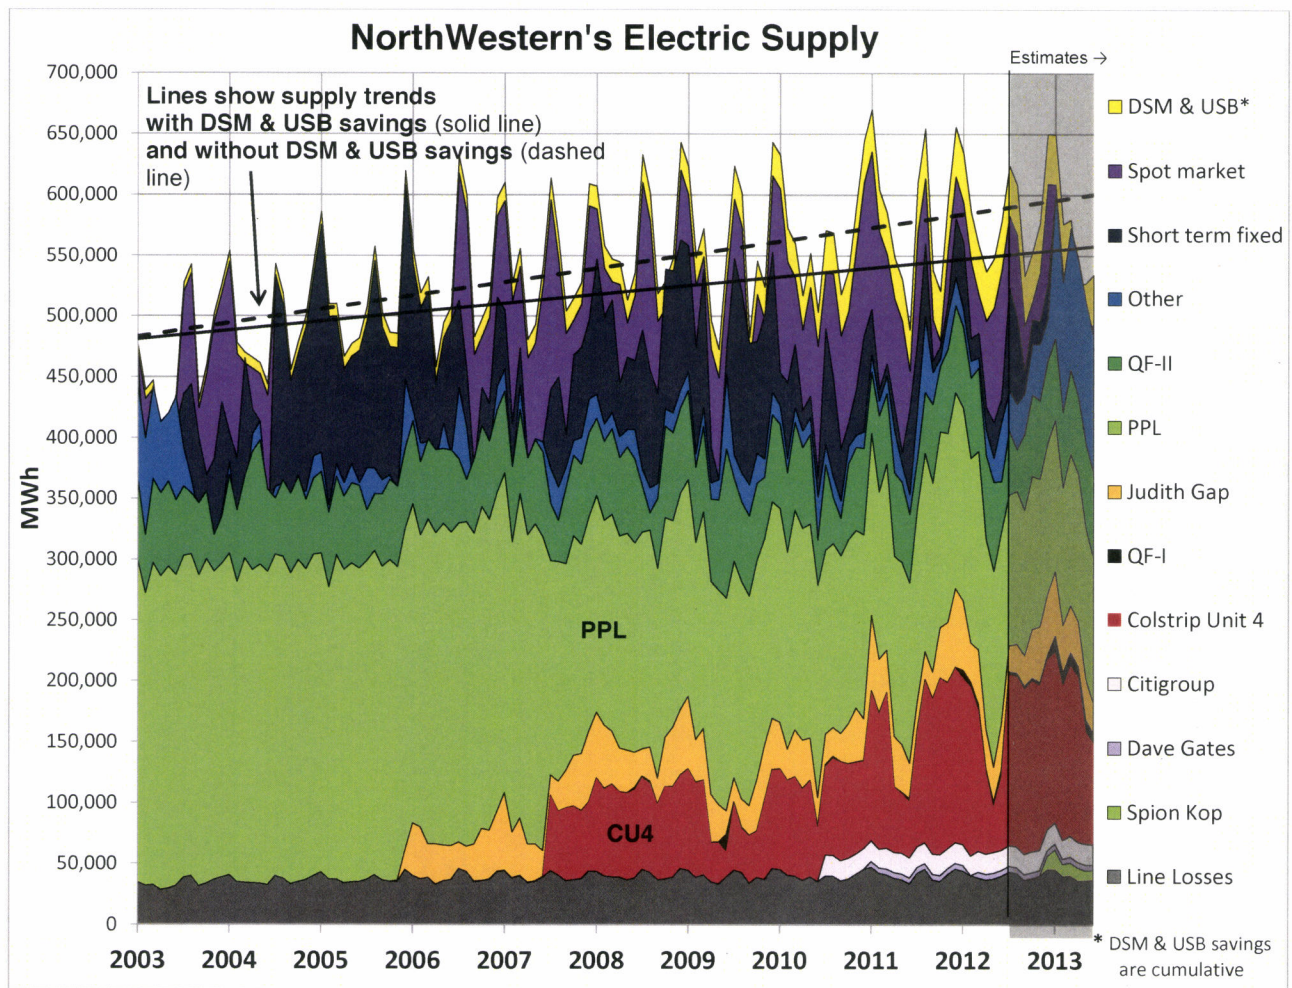 NorthWestern's Electric Supply
Estimates →
700,000
650,000
600,000
550,000
500,000
450,000
400,000
350,000
300,000
250,000
200,000
150,000
100,000
50,000
0
MWh
Lines show supply trends
with DSM & USB savings (solid line)
and without DSM & USB savings (dashed
line)
PPL
CU4
2003 2004 2005 2006 2007 2008 2009 2010 2011 2012 2013
DSM & USB*
Spot market
Short term fixed
Other
QF-II
PPL
Judith Gap
QF-I
Colstrip Unit 4
Citigroup
Dave Gates
Spion Kop
Line Losses
* DSM & USB savings
are cumulative